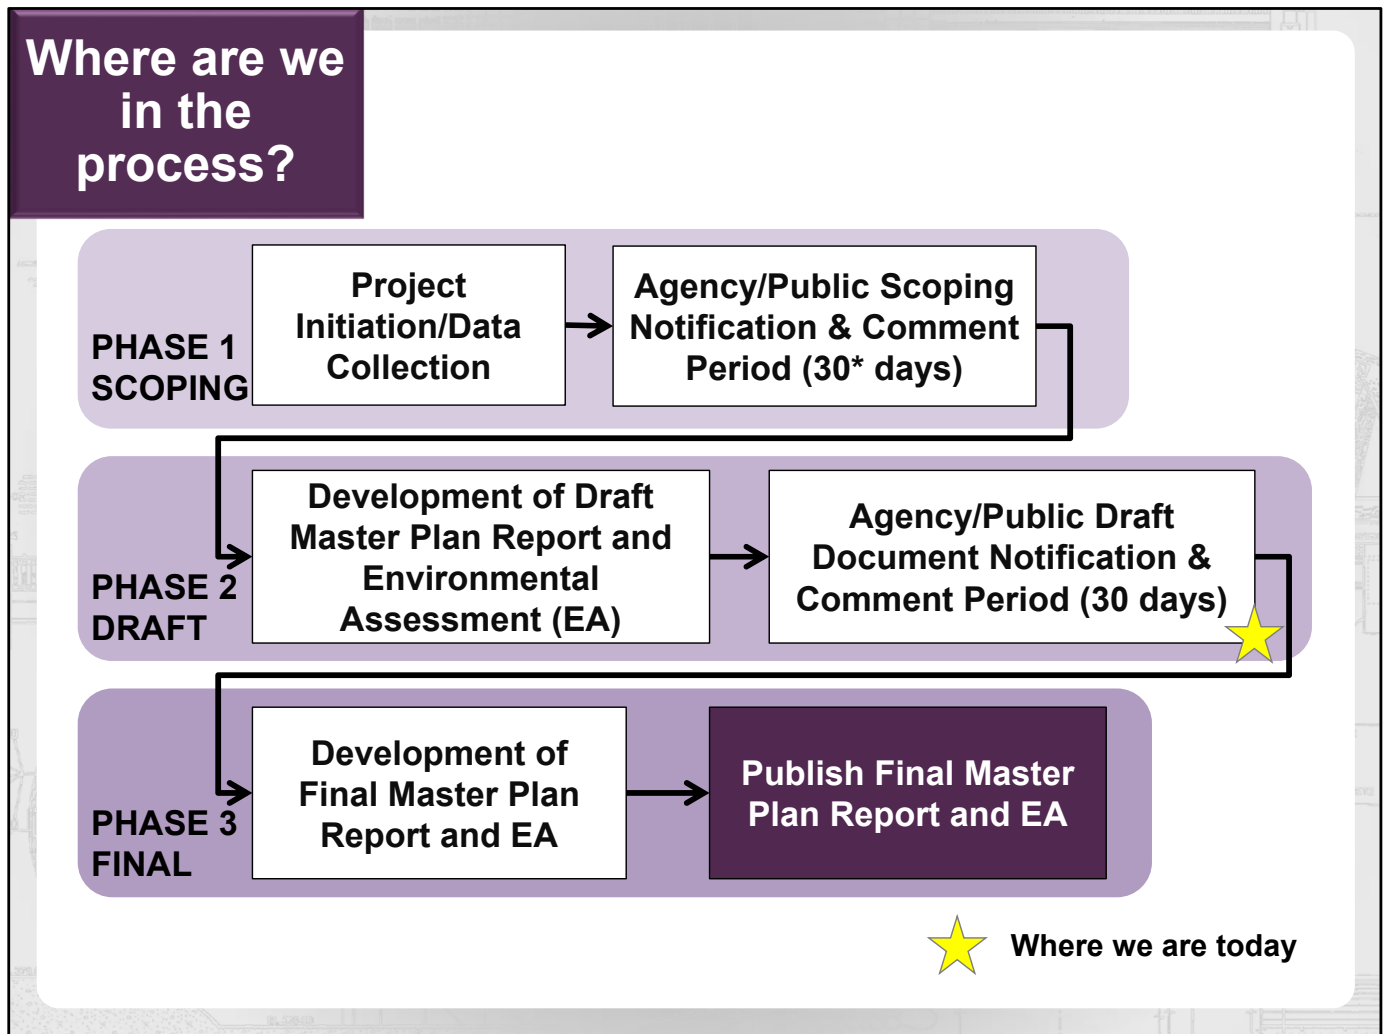 Where are we
in the
process?
PHASE 1
SCOPING
Project
Initiation/Data
Collection
Agency/Public Scoping
Notification & Comment
Period (30* days)
PHASE 2
DRAFT
Development of Draft
Master Plan Report and
Environmental
Assessment (EA)
Agency/Public Draft
Document Notification &
Comment Period (30 days)
PHASE 3
FINAL
Development of
Final Master Plan
Report and EA
Publish Final Master
Plan Report and EA
Where we are today